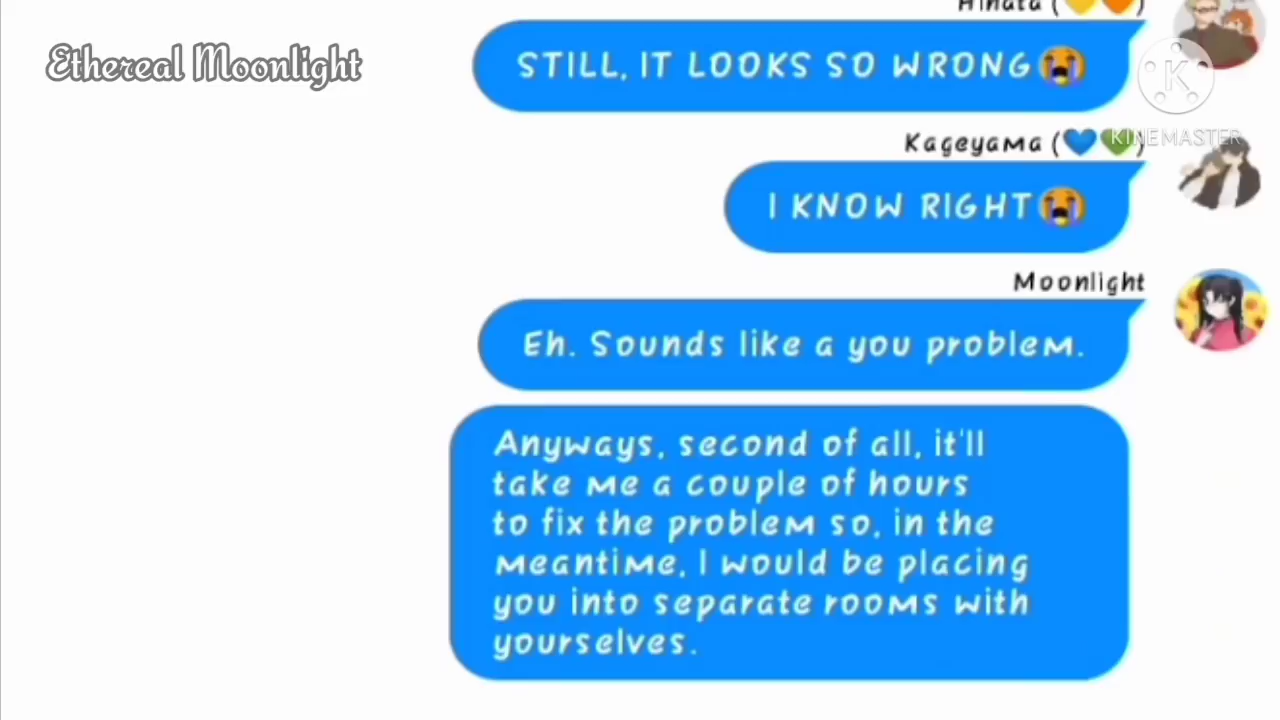 Hinata (💛🧡)
Ethereal Moonlight
STILL, IT LOOKS SO WRONG😭
K
KINEMASTER
Kageyama (💙💚)
I KNOW RIGHT😭
Moonlight
Eh. Sounds like a you problem.
Anyways, second of all, it'll
take me a couple of hours
to fix the problem so, in the
meantime, I would be placing
you into separate rooms with
yourselves.